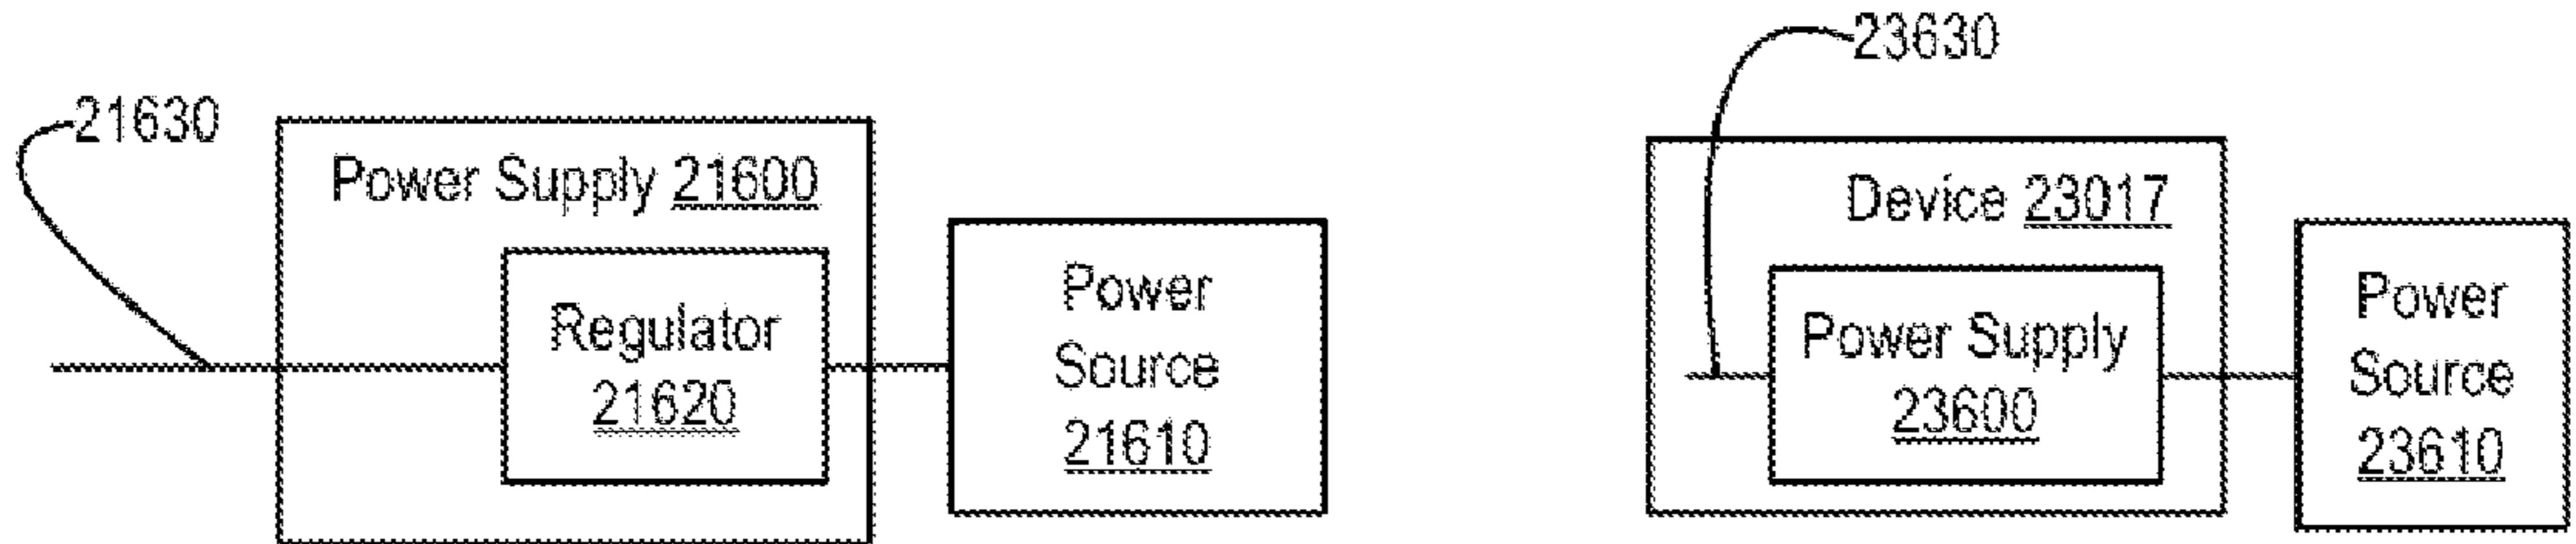 21630
Power Supply 21600
Regulator
21620
Power
Source
21610
23630
Device 23017
Power Supply
23600
Power
Source
23610